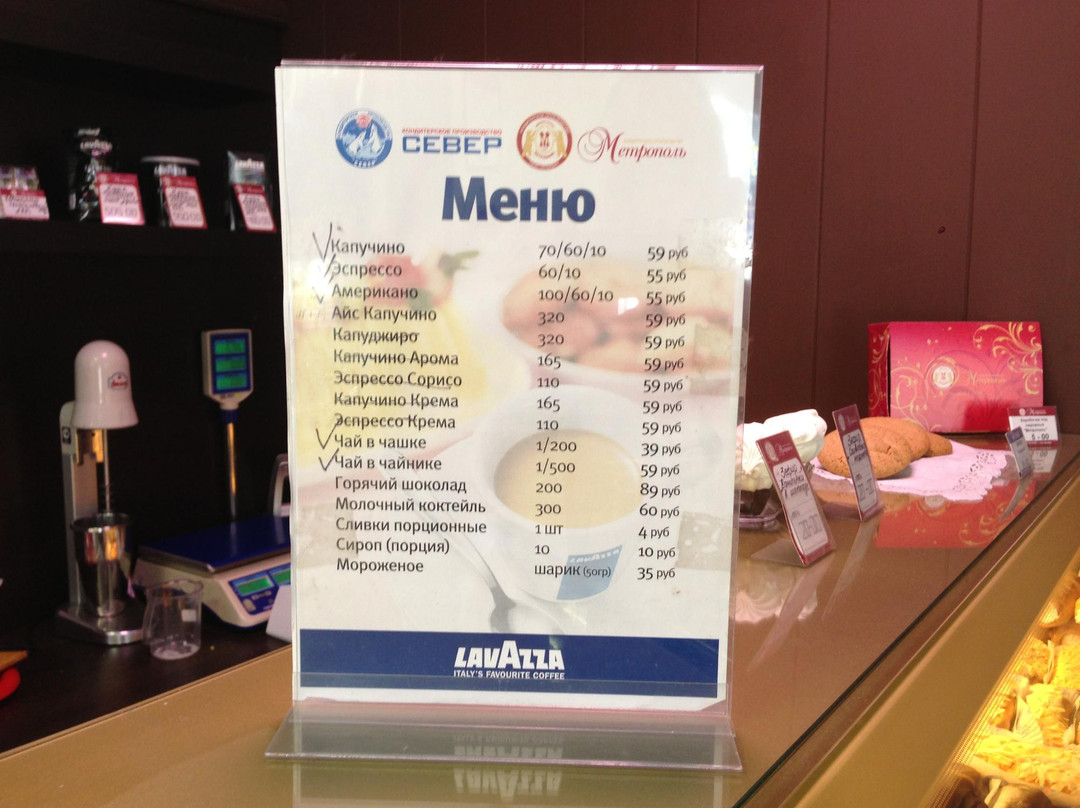 КОНДИТЕРСКОЕ ПРОИЗВОДСТВО
СЕВЕР
Метрополь
Меню
Капучино 70/60/10 59 руб
Эспрессо 60/10 55 руб
Американо 100/60/10 55 руб
Айс Капучино 320 59 руб
Капуджиро 320 59 руб
Капучино Арома 165 59 руб
Эспрессо Сорисо 110 59 руб
Капучино Крема 165 59 руб
Эспрессо Крема 110 59 руб
Чай в чашке 1/200 39 руб
Чай в чайнике 1/500 59 руб
Горячий шоколад 200 89 руб
Молочный коктейль 300 60 руб
Сливки порционные 1 шт 4 руб
Сироп (порция) 10 10 руб
Мороженое шарик (50гр) 35 руб
LAVAZZA
LAVAZZA
ITALY'S FAVOURITE COFFEE
5-00